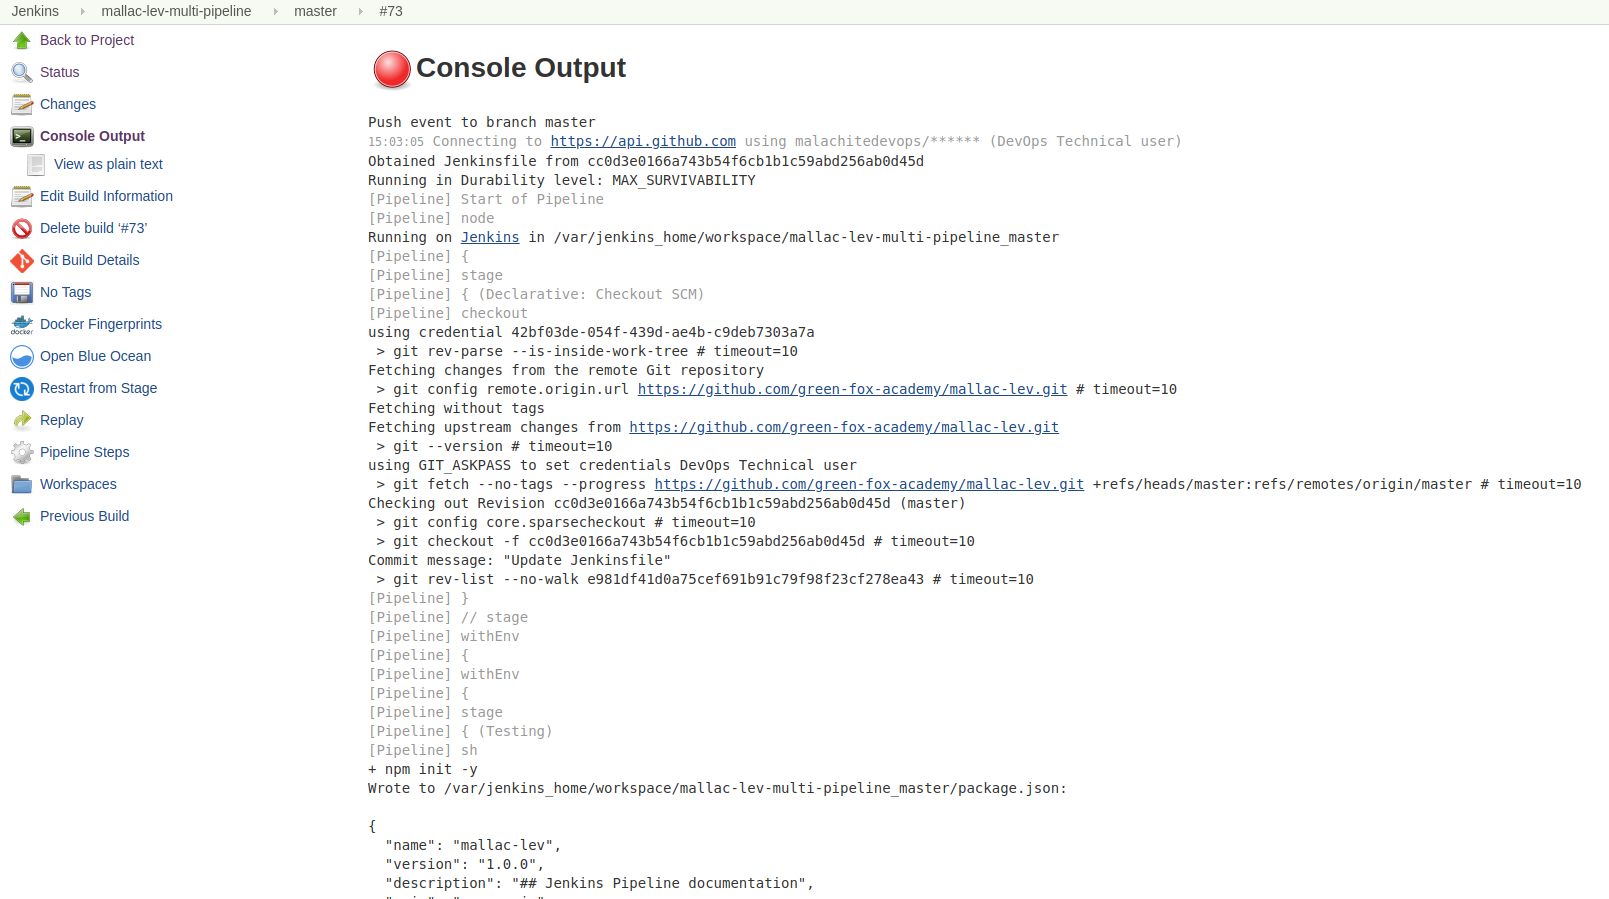 Jenkins mallac-lev-multi-pipeline master #73
Back to Project
Status
Changes
Console Output
View as plain text
Edit Build Information
Delete build ‘#73’
Git Build Details
No Tags
docker Docker Fingerprints
Open Blue Ocean
Restart from Stage
Replay
Pipeline Steps
Workspaces
Previous Build
Console Output
Push event to branch master
15:03:05 Connecting to https://api.github.com using malachitedevops/****** (DevOps Technical user)
Obtained Jenkinsfile from cc0d3e0166a743b54f6cb1b1c59abd256ab0d45d
Running in Durability level: MAX_SURVIVABILITY
[Pipeline] Start of Pipeline
[Pipeline] node
Running on Jenkins in /var/jenkins_home/workspace/mallac-lev-multi-pipeline_master
[Pipeline] {
[Pipeline] stage
[Pipeline] { (Declarative: Checkout SCM)
[Pipeline] checkout
using credential 42bf03de-054f-439d-ae4b-c9deb7303a7a
 > git rev-parse --is-inside-work-tree # timeout=10
Fetching changes from the remote Git repository
 > git config remote.origin.url https://github.com/green-fox-academy/mallac-lev.git # timeout=10
Fetching without tags
Fetching upstream changes from https://github.com/green-fox-academy/mallac-lev.git
 > git --version # timeout=10
using GIT_ASKPASS to set credentials DevOps Technical user
 > git fetch --no-tags --progress https://github.com/green-fox-academy/mallac-lev.git +refs/heads/master:refs/remotes/origin/master # timeout=10
Checking out Revision cc0d3e0166a743b54f6cb1b1c59abd256ab0d45d (master)
 > git config core.sparsecheckout # timeout=10
 > git checkout -f cc0d3e0166a743b54f6cb1b1c59abd256ab0d45d # timeout=10
Commit message: "Update Jenkinsfile"
 > git rev-list --no-walk e981df41d0a75cef691b91c79f98f23cf278ea43 # timeout=10
[Pipeline] }
[Pipeline] // stage
[Pipeline] withEnv
[Pipeline] {
[Pipeline] withEnv
[Pipeline] {
[Pipeline] stage
[Pipeline] { (Testing)
[Pipeline] sh
+ npm init -y
Wrote to /var/jenkins_home/workspace/mallac-lev-multi-pipeline_master/package.json:
{
  "name": "mallac-lev",
  "version": "1.0.0",
  "description": "## Jenkins Pipeline documentation",